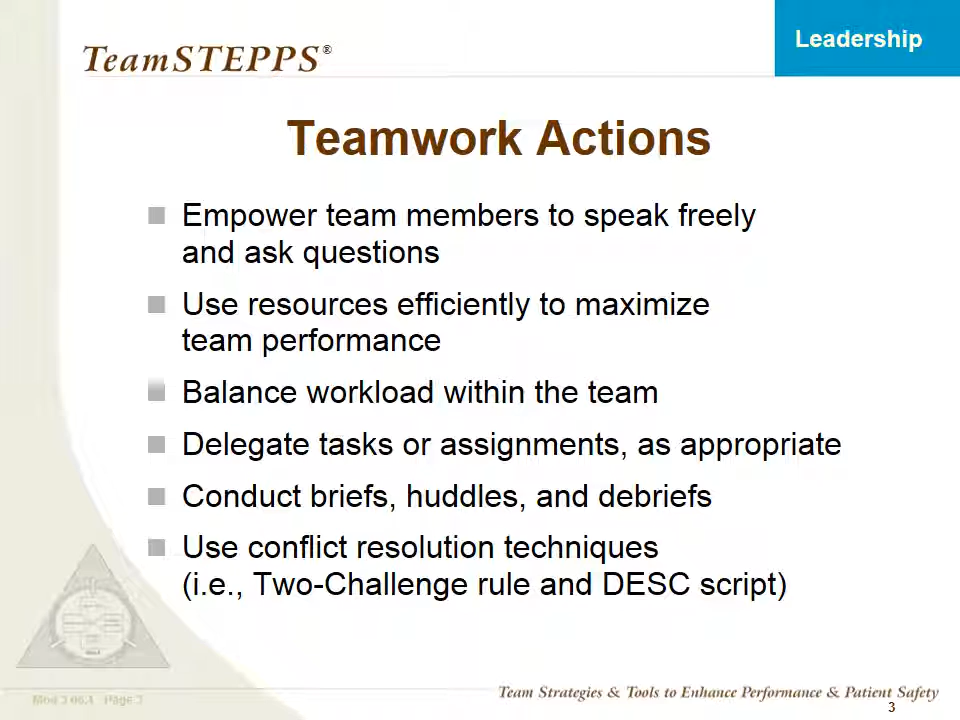 TeamSTEPPS®
Leadership
Teamwork Actions
Empower team members to speak freely
and ask questions
Use resources efficiently to maximize
team performance
Balance workload within the team
Delegate tasks or assignments, as appropriate
Conduct briefs, huddles, and debriefs
Use conflict resolution techniques
(i.e., Two-Challenge rule and DESC script)
Page 3
Team Strategies & Tools to Enhance Performance & Patient Safety
3